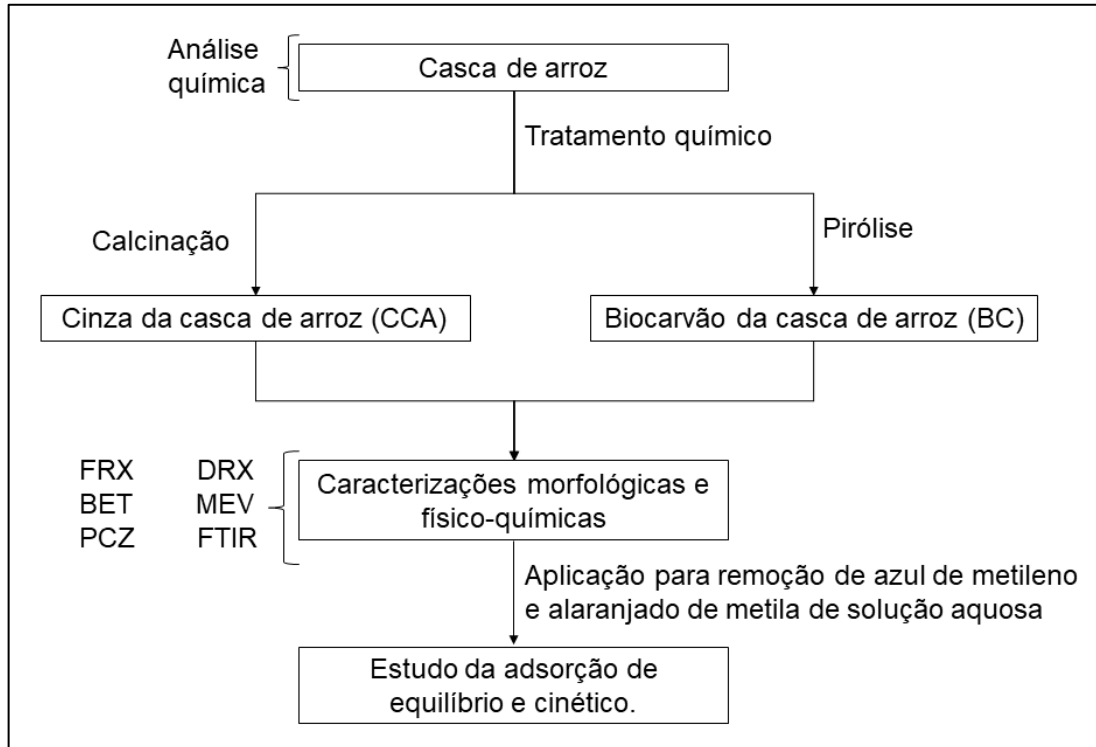 Análise
química
Casca de arroz
Tratamento químico
Calcinação
Pirólise
Cinza da casca de arroz (CCA)
Biocarvão da casca de arroz (BC)
FRX DRX
BET MEV
PCZ FTIR
Caracterizações morfológicas e
físico-químicas
Aplicação para remoção de azul de metileno
e alaranjado de metila de solução aquosa
Estudo da adsorção de
equilíbrio e cinético.